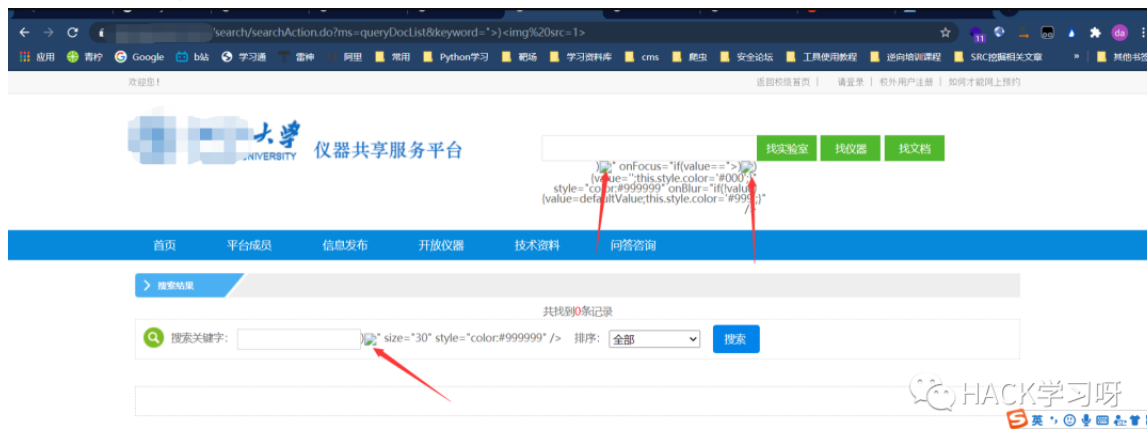 'search/searchAction.do?ms=queryDocList&keyword=">)<img%20src=1>
应用 青柠 Google b站 学习通 雷神 阿里 常用 Python学习 靶场 学习资料库 cms 爬虫 安全论坛 工具使用教程 逆向培训课程 SRC挖掘相关文章 » 其他书签
11
da
欢迎您!
返回校级首页 | 请登录 | 校外用户注册 | 如何才能网上预约
大学
UNIVERSITY
仪器共享服务平台
找实验室 找仪器 找文档
)" onFocus="if(value==">)
{value='';this.style.color='#000';}"
style="color:#999999" onBlur="if(!value)
{value=defaultValue;this.style.color='#999';}"
/>
首页 平台成员 信息发布 开放仪器 技术资料 问答咨询
搜索结果
共找到0条记录
搜索关键字: )" size="30" style="color:#999999" /> 排序: 全部 搜索
HACK学习呀
英